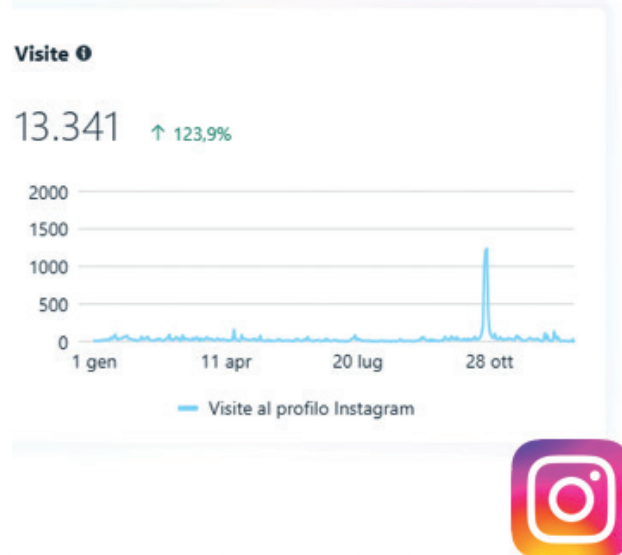 Visite
13.341 ↑ 123,9%
2000
1500
1000
500
0
1 gen 11 apr 20 lug 28 ott
Visite al profilo Instagram